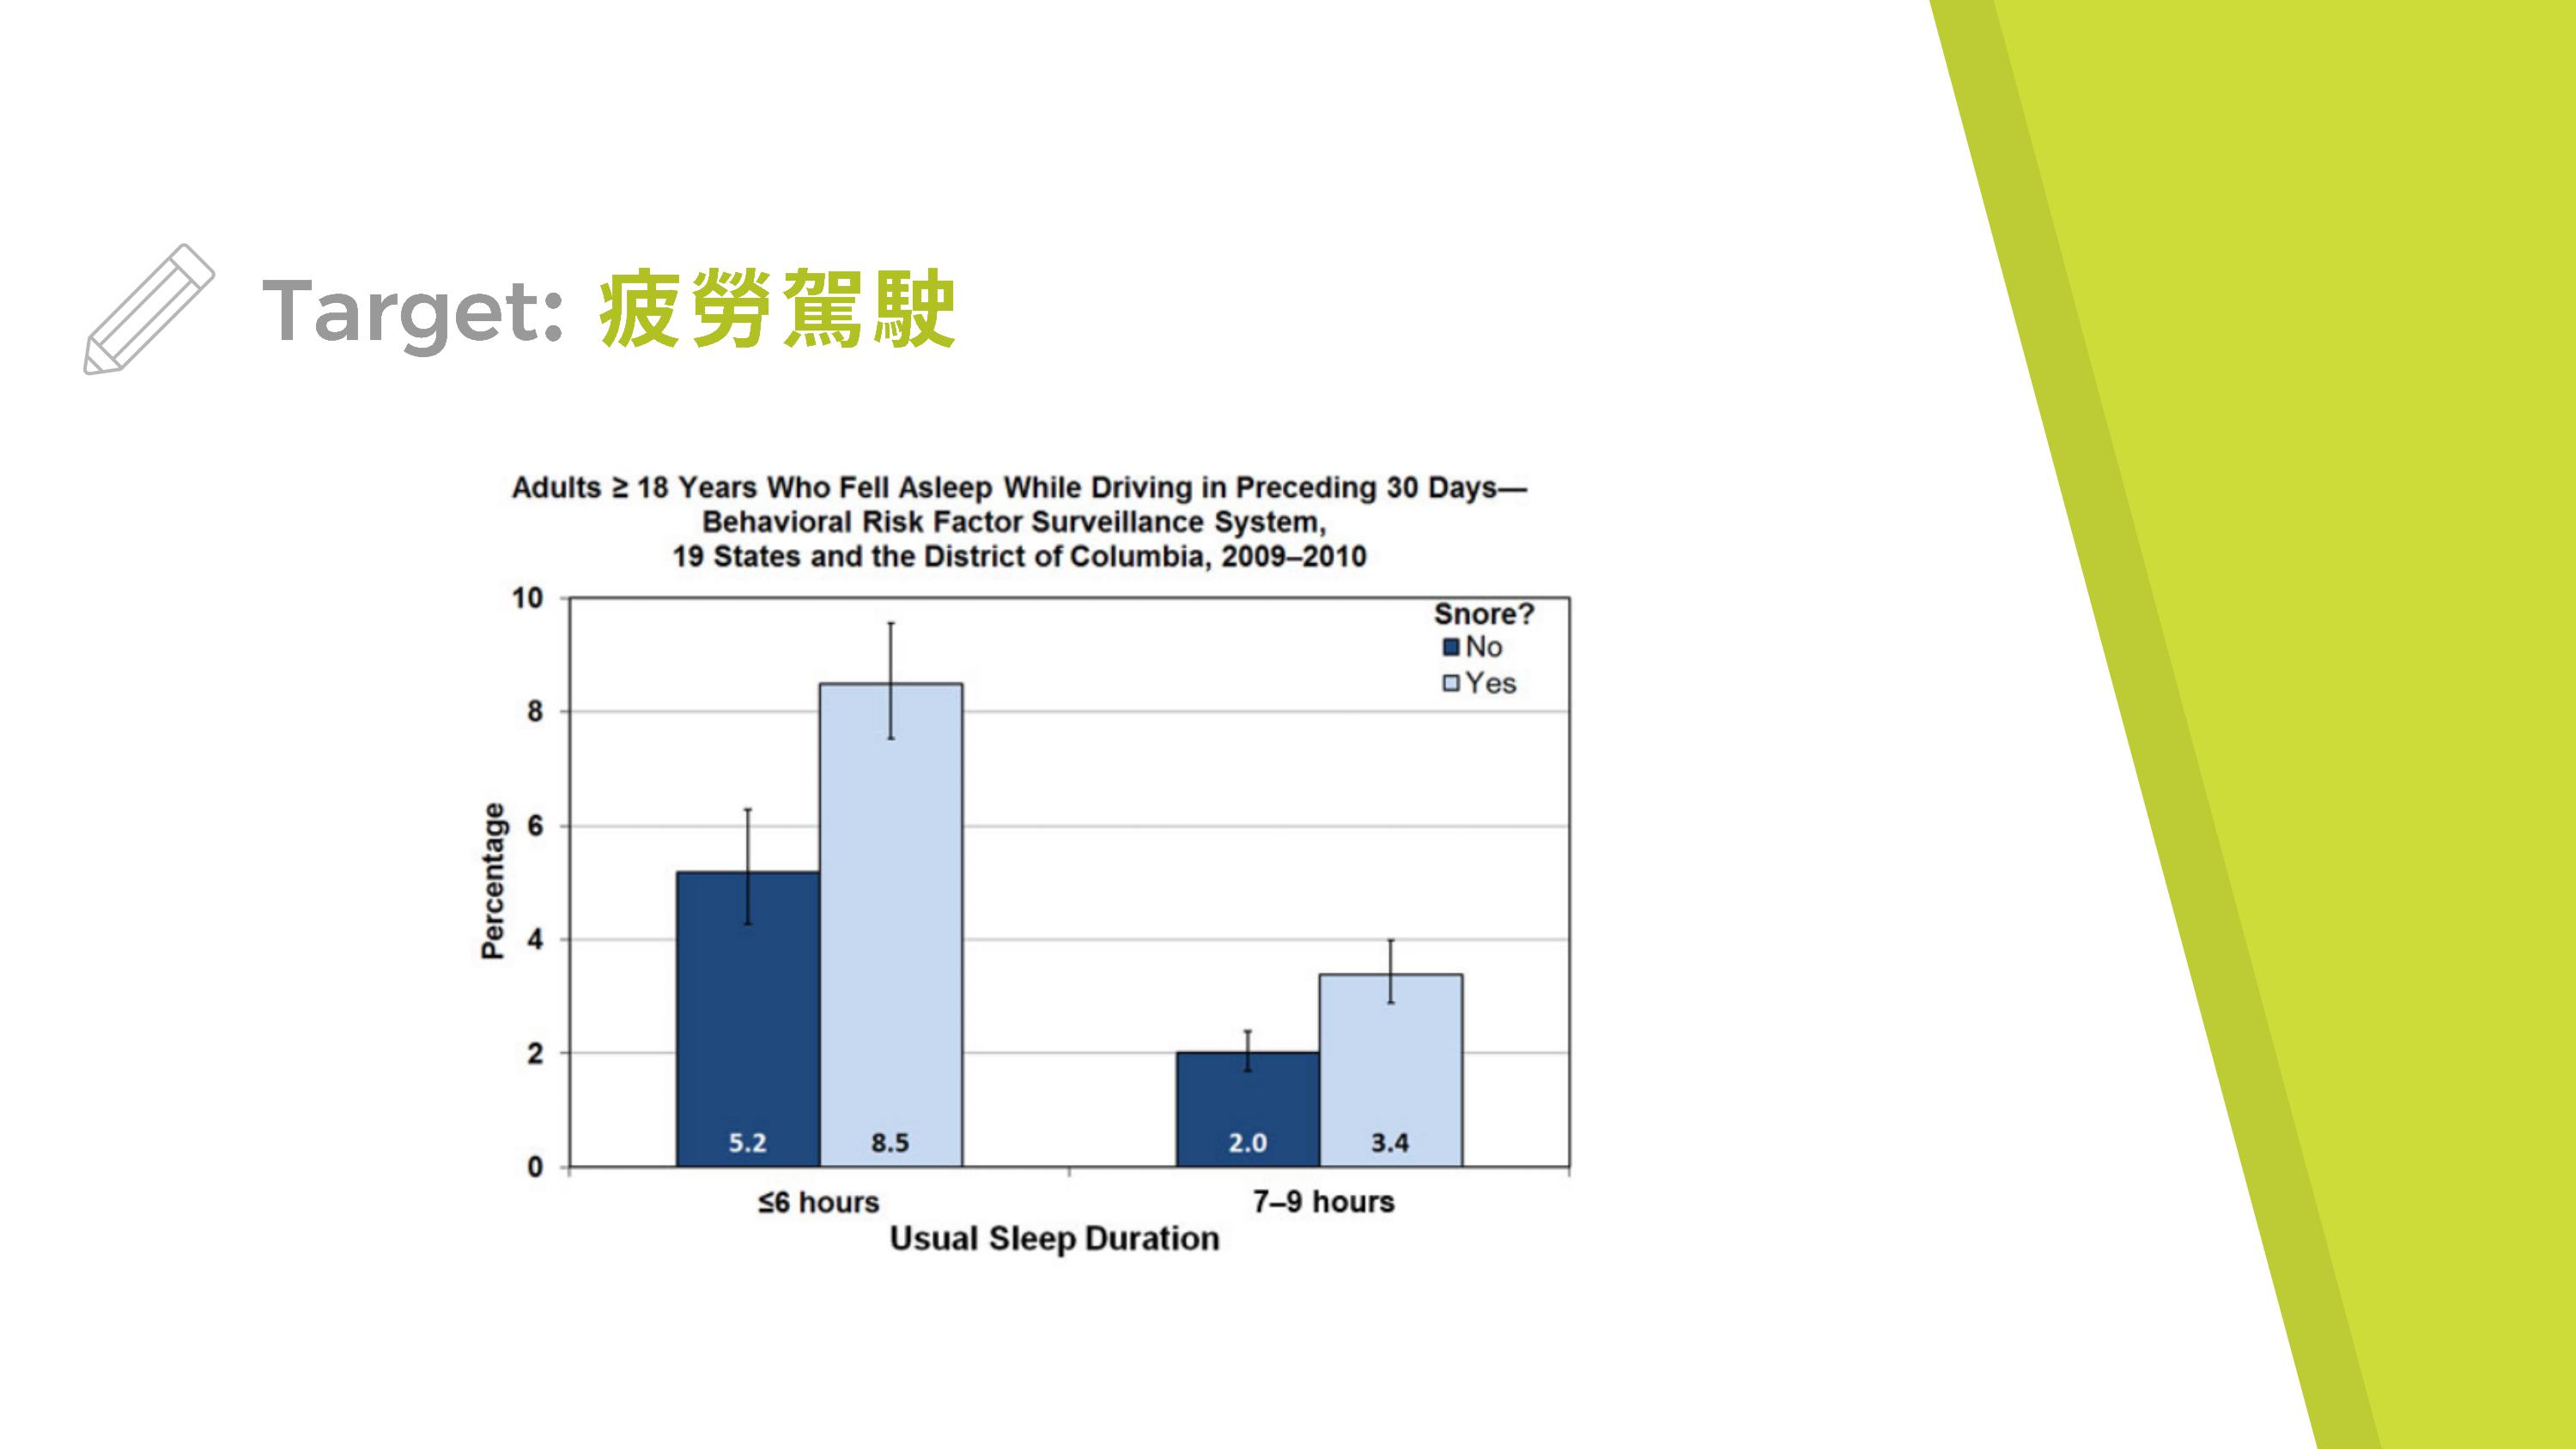 Target: 疲勞駕駛
Adults ≥ 18 Years Who Fell Asleep While Driving in Preceding 30 Days—
Behavioral Risk Factor Surveillance System,
19 States and the District of Columbia, 2009–2010
Snore?
No
Yes
Percentage
10
8
6
4
2
0
5.2
8.5
2.0
3.4
≤6 hours
7–9 hours
Usual Sleep Duration